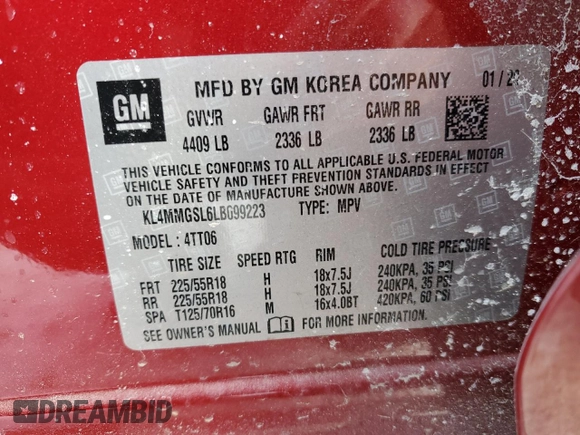 MFD BY GM KOREA COMPANY 01/2
GM
GVWR GAWR FRT GAWR RR
4409 LB 2336 LB 2336 LB
THIS VEHICLE CONFORMS TO ALL APPLICABLE U.S. FEDERAL MOTOR
VEHICLE SAFETY AND THEFT PREVENTION STANDARDS IN EFFECT
ON THE DATE OF MANUFACTURE SHOWN ABOVE.
KL4MMGSL6LB099223 TYPE: MPV
MODEL: 4TT06
TIRE SIZE SPEED RTG RIM COLD TIRE PRESSURE
FRT 225/55R18 H 18x7.5J 240KPA, 35 PSI
RR 225/55R18 H 18x7.5J 240KPA, 35 PSI
SPA T125/70R16 M 16x4.0BT 420KPA, 60 PSI
SEE OWNER'S MANUAL FOR MORE INFORMATION.
DREAMBID